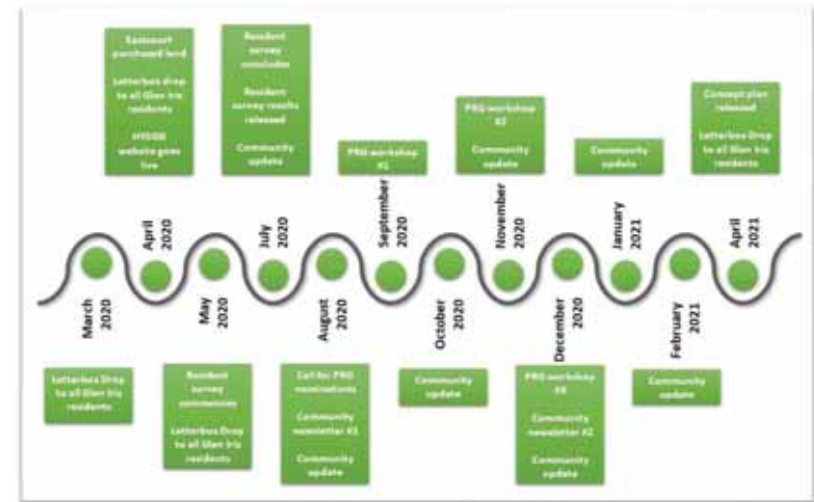 Eastcourt
purchased land
Letterbox drop
to all Glen Iris
residents
website goes
live
Resident
survey
concludes
Resident
survey results
released
Community
update
PRG workshop
#1
PRG workshop
Community
update
Community
update
Concept plan
released
Letterbox Drop
to all Glen Iris
residents
March
2020
April
2020
May
2020
July
2020
August
2020
September
2020
October
2020
November
2020
December
2020
January
2021
February
2021
April
2021
Letterbox Drop
to all Glen Iris
residents
Resident
survey
commences
Letterbox Drop
to all Glen Iris
residents
Call for PRG
nominations
Community
newsletter #1
Community
update
Community
update
PRG workshop
Community
newsletter #2
Community
update
Community
update